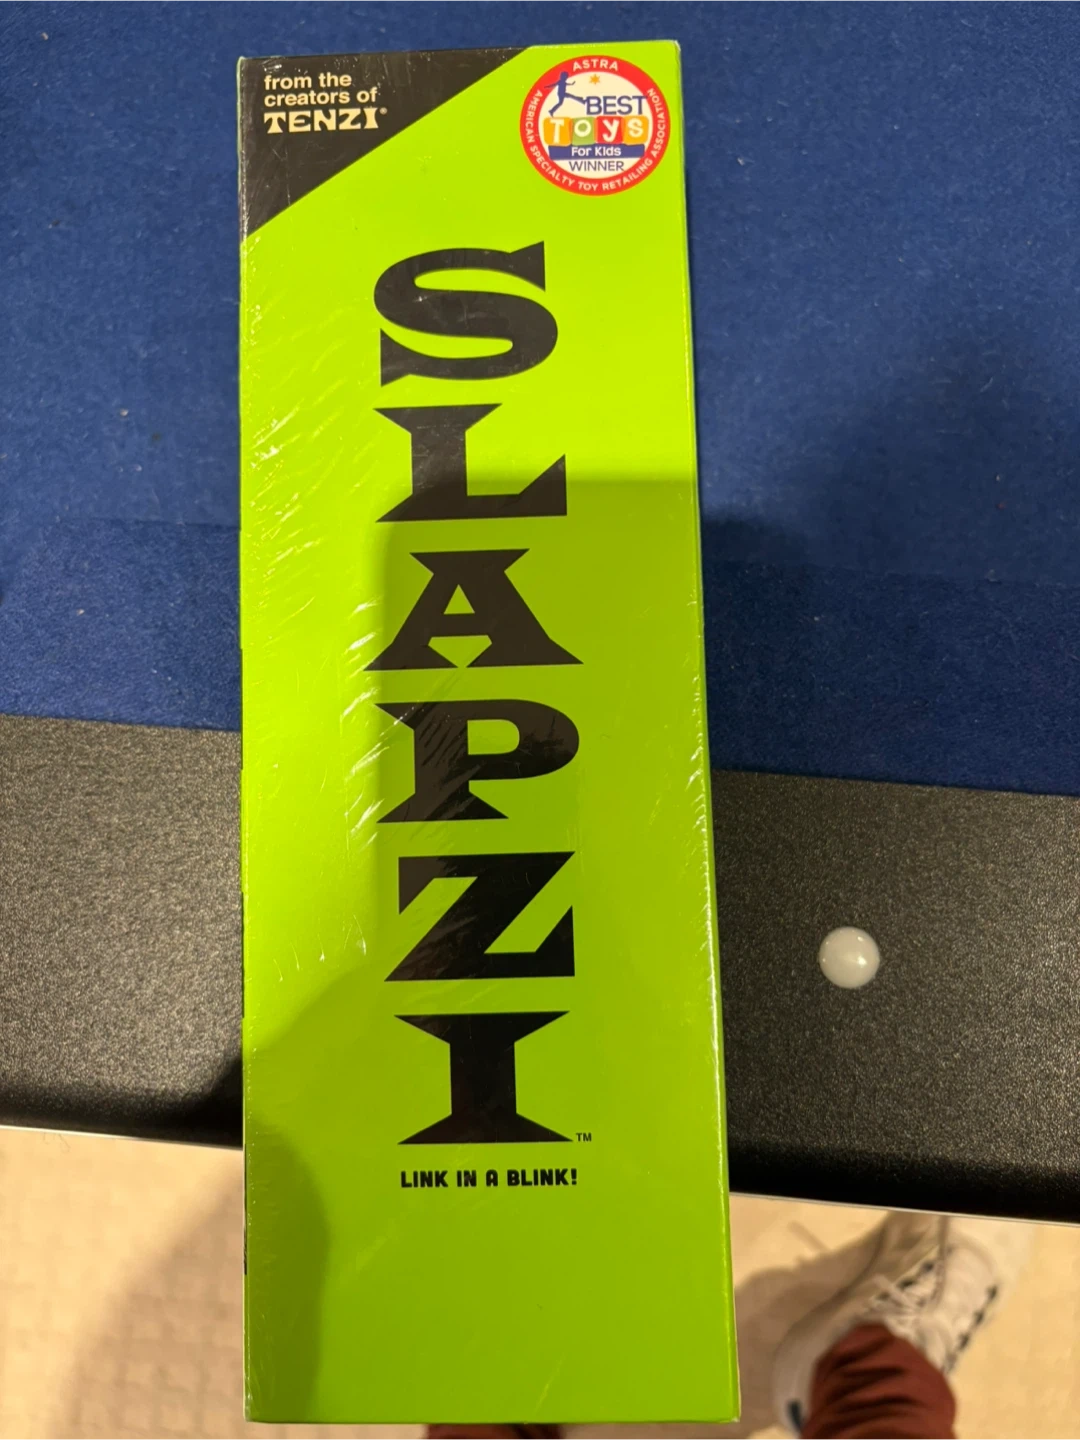 from the
creators of
TENZI®
ASTRA
BEST
TOYS
For Kids
WINNER
AMERICAN SPECIALTY TOY RETAILING ASSOCIATION
SLAPZI™
LINK IN A BLINK!